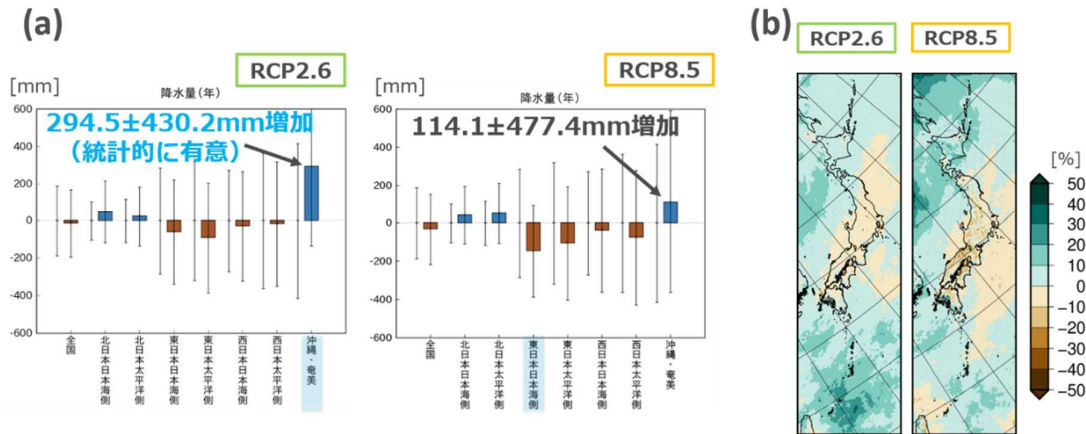 (a)
RCP2.6
[mm]
降水量(年)
294.5±430.2mm増加
(統計的に有意)
600
400
200
0
-200
-400
-600
全国
北日本日本海側
北日本太平洋側
東日本日本海側
東日本太平洋側
西日本日本海側
西日本太平洋側
沖縄・奄美
RCP8.5
[mm]
降水量(年)
114.1±477.4mm増加
600
400
200
0
-200
-400
-600
全国
北日本日本海側
北日本太平洋側
東日本日本海側
東日本太平洋側
西日本日本海側
西日本太平洋側
沖縄・奄美
(b)
RCP2.6
RCP8.5
[%]
50
40
30
20
10
0
−10
−20
−30
−40
−50